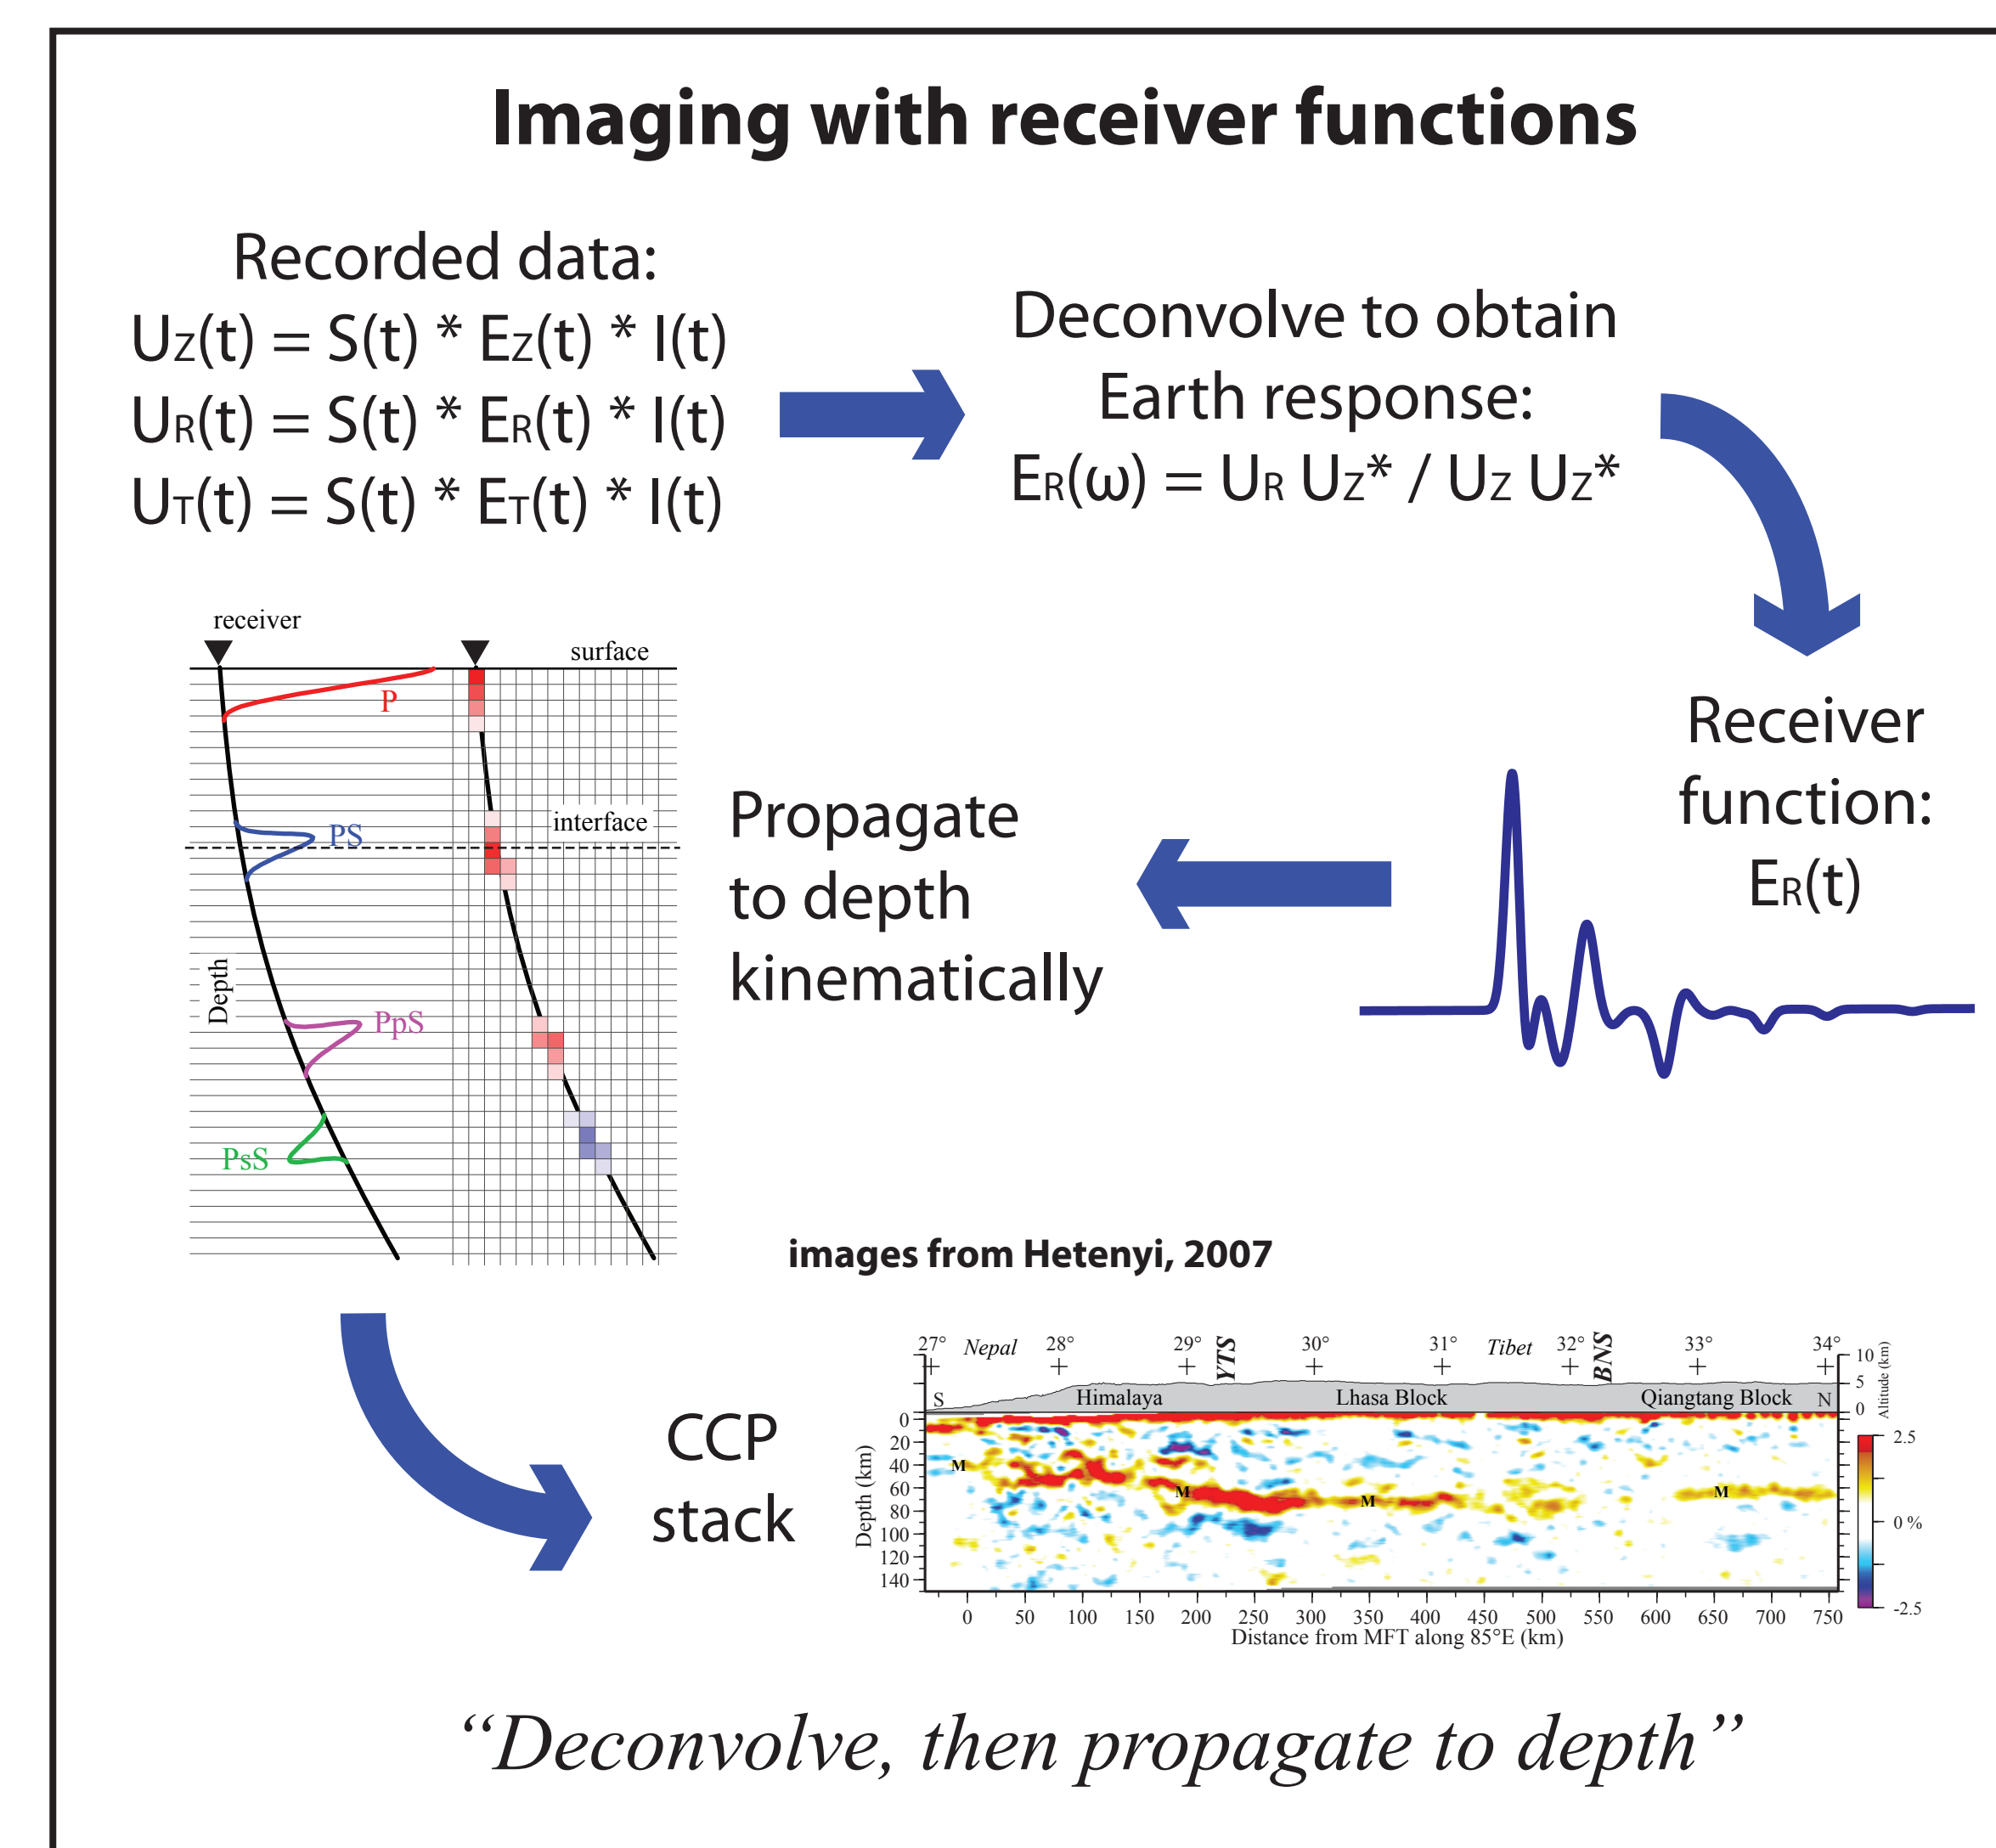 Imaging with receiver functions
Recorded data:
UZ(t) = S(t) * EZ(t) * I(t)
UR(t) = S(t) * ER(t) * I(t)
UT(t) = S(t) * ET(t) * I(t)
Deconvolve to obtain
Earth response:
ER(ω) = UR UZ* / UZ UZ*
Receiver
function:
ER(t)
Propagate
to depth
kinematically
receiver
surface
P
interface
PS
Depth
PpS
PsS
images from Hetenyi, 2007
CCP
stack
27° Nepal 28° 29° YTS 30° 31° Tibet 32° BNS 33° 34°
S Himalaya Lhasa Block Qiangtang Block N
10
5
0
Altitude (km)
0
20
40
60
80
100
120
140
Depth (km)
M
M
M
M
2.5
0 %
-2.5
0 50 100 150 200 250 300 350 400 450 500 550 600 650 700 750
Distance from MFT along 85°E (km)
“Deconvolve, then propagate to depth”